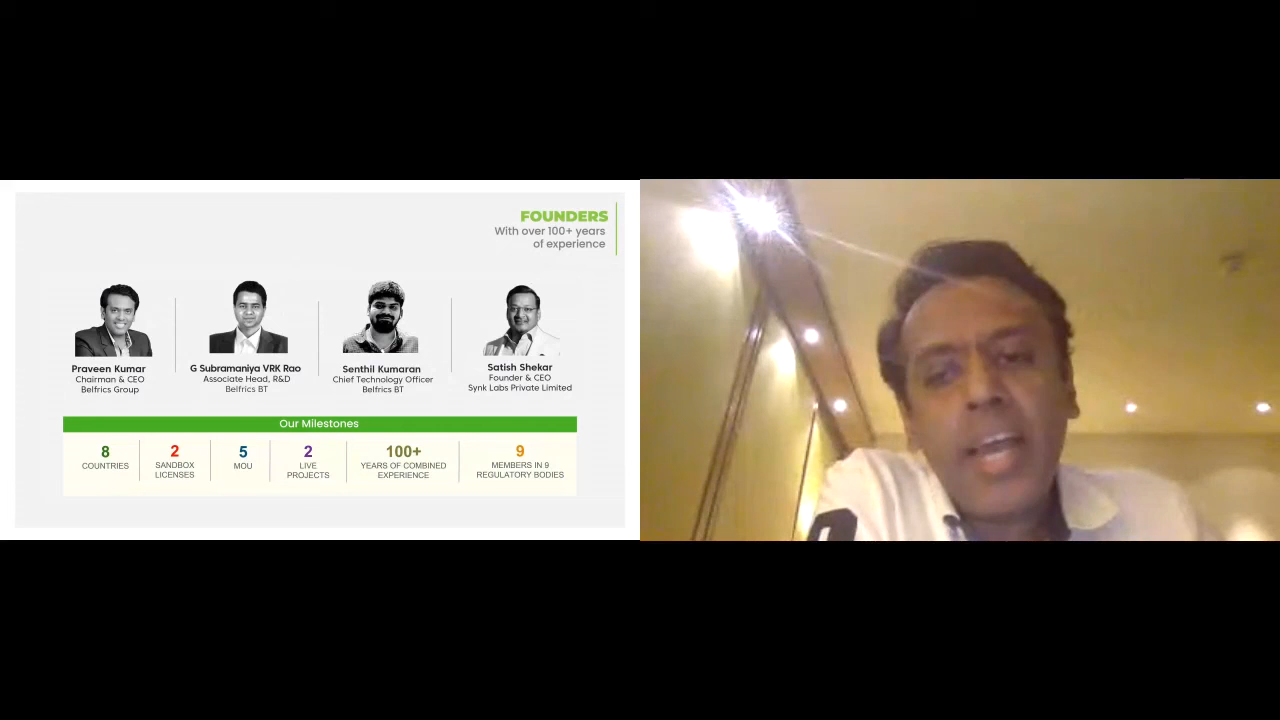 FOUNDERS
With over 100+ years
of experience
Praveen Kumar
Chairman & CEO
Belfrics Group
G Subramaniya VRK Rao
Associate Head, R&D
Belfrics BT
Senthil Kumaran
Chief Technology Officer
Belfrics BT
Satish Shekar
Founder & CEO
Synk Labs Private Limited
Our Milestones
8
COUNTRIES
2
SANDBOX
LICENSES
5
MOU
2
LIVE
PROJECTS
100+
YEARS OF COMBINED
EXPERIENCE
9
MEMBERS IN 9
REGULATORY BODIES